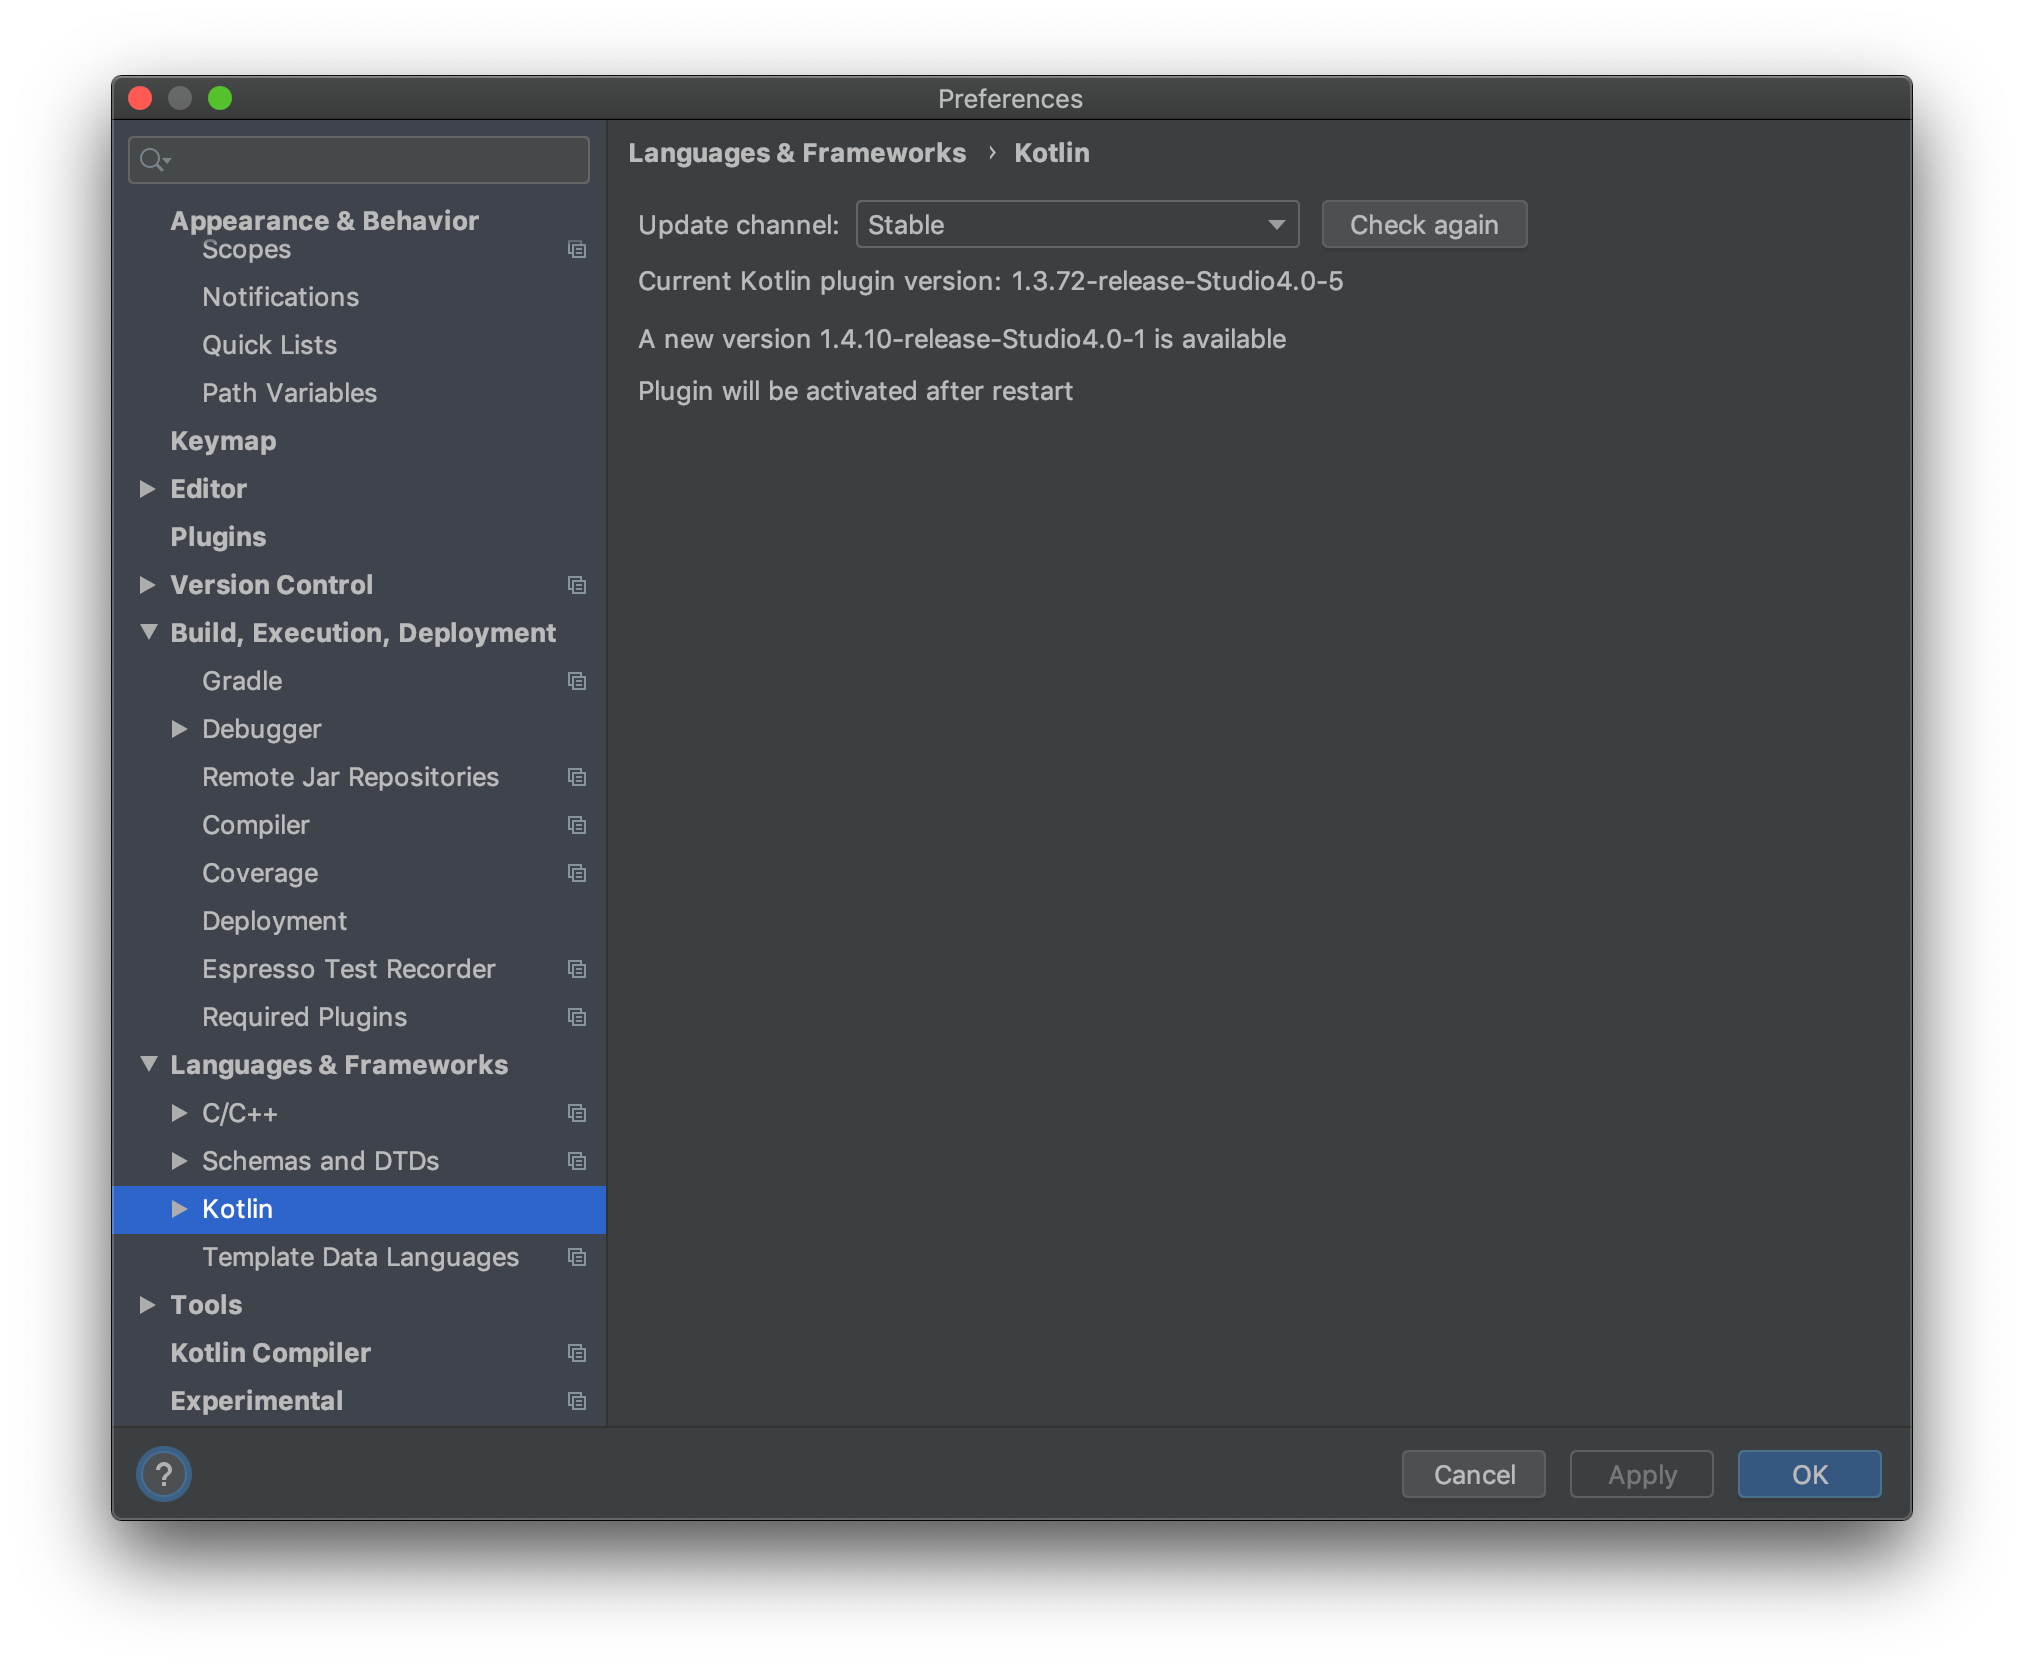 Preferences
Appearance & Behavior
Scopes
Notifications
Quick Lists
Path Variables
Keymap
Editor
Plugins
Version Control
Build, Execution, Deployment
Gradle
Debugger
Remote Jar Repositories
Compiler
Coverage
Deployment
Espresso Test Recorder
Required Plugins
Languages & Frameworks
C/C++
Schemas and DTDs
Kotlin
Template Data Languages
Tools
Kotlin Compiler
Experimental
Languages & Frameworks › Kotlin
Update channel: Stable Check again
Current Kotlin plugin version: 1.3.72-release-Studio4.0-5
A new version 1.4.10-release-Studio4.0-1 is available
Plugin will be activated after restart
? Cancel Apply OK